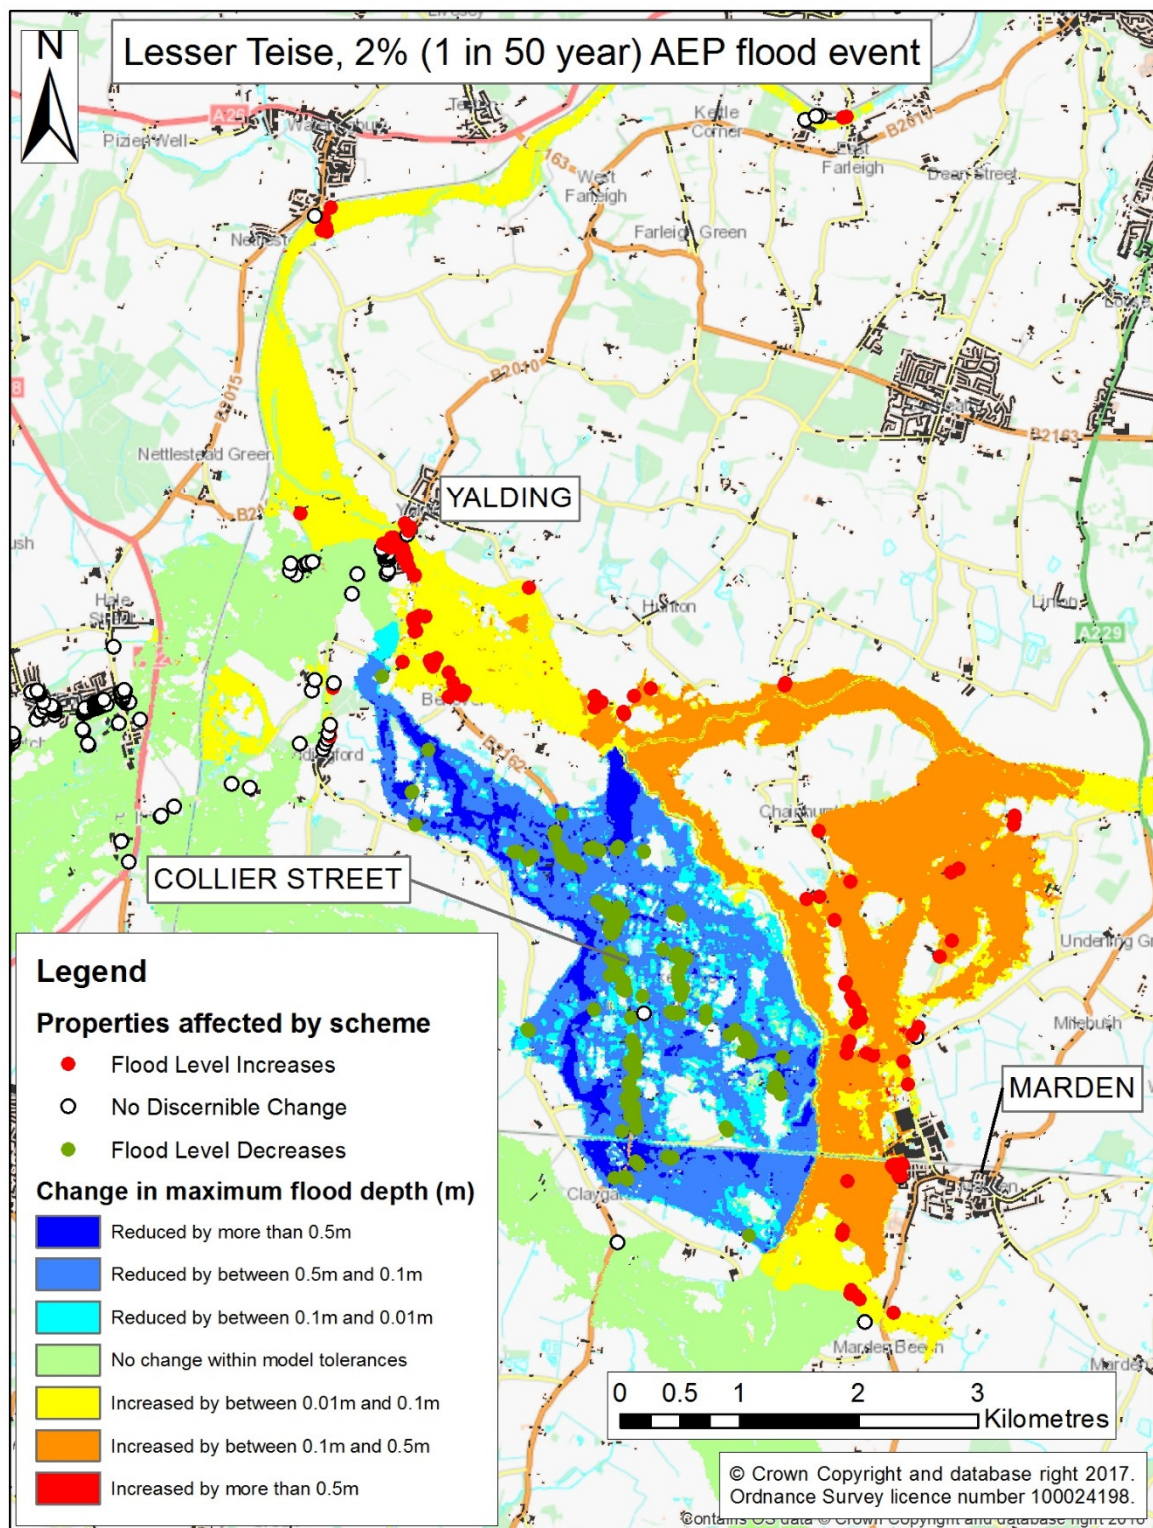 N
Lesser Teise, 2% (1 in 50 year) AEP flood event
Kettle
Corner
Pizien Well
B2010
East
Farleigh
Dean Street
West
Farleigh
Farleigh Green
B2010
B2015
B2163
Nettlestead Green
YALDING
Hale
Street
Hunton
Linton
A229
B2162
COLLIER STREET
Underling Gr
Milebush
MARDEN
Marden
Legend
Properties affected by scheme
Flood Level Increases
No Discernible Change
Flood Level Decreases
Change in maximum flood depth (m)
Reduced by more than 0.5m
Reduced by between 0.5m and 0.1m
Reduced by between 0.1m and 0.01m
No change within model tolerances
Increased by between 0.01m and 0.1m
Increased by between 0.1m and 0.5m
Increased by more than 0.5m
0 0.5 1 2 3
Kilometres
© Crown Copyright and database right 2017.
Ordnance Survey licence number 100024198.